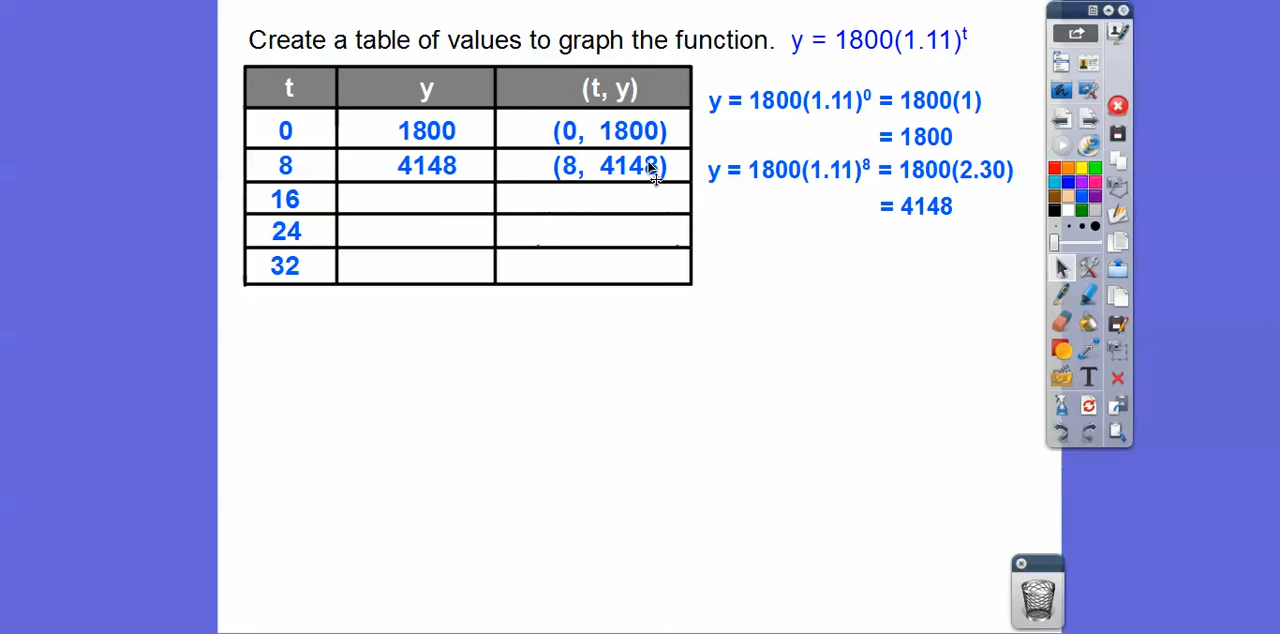 Create a table of values to graph the function. y = 1800(1.11)ᵗ
t y (t, y)
0 1800 (0, 1800)
8 4148 (8, 4148)
16
24
32
y = 1800(1.11)⁰ = 1800(1)
= 1800
y = 1800(1.11)⁸ = 1800(2.30)
= 4148
T